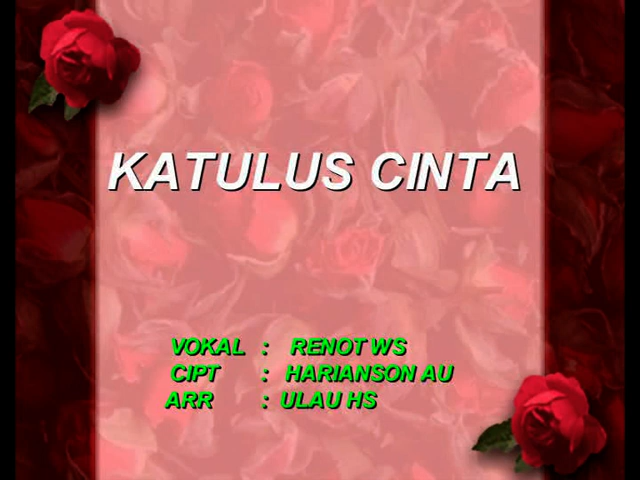 KATULUS CINTA
VOKAL : RENOT WS
CIPT : HARIANSON AU
ARR : ULAU HS